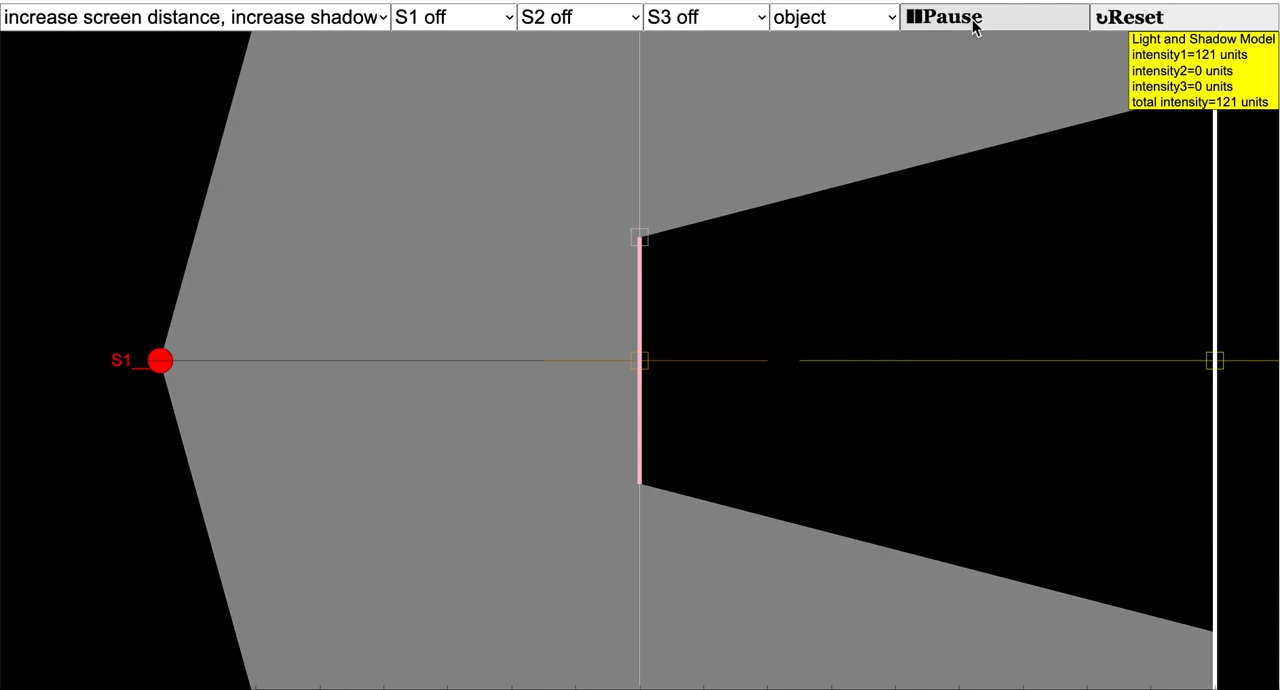 increase screen distance, increase shadow S1 off S2 off S3 off object Pause Reset
Light and Shadow Model
intensity1=121 units
intensity2=0 units
intensity3=0 units
total intensity=121 units
S1